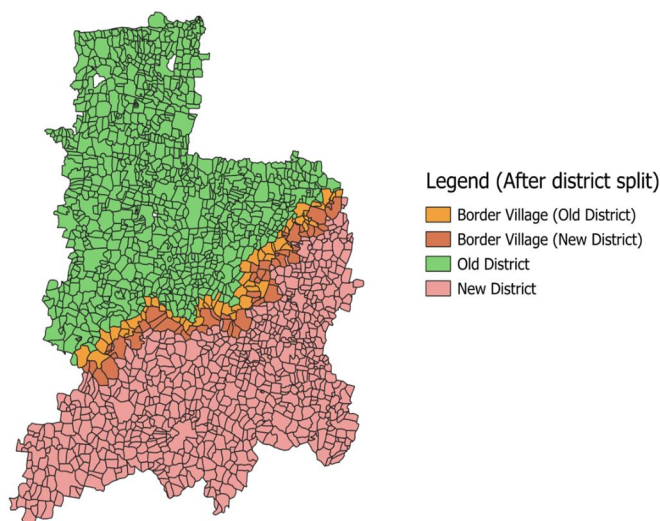 Legend (After district split)
Border Village (Old District)
Border Village (New District)
Old District
New District